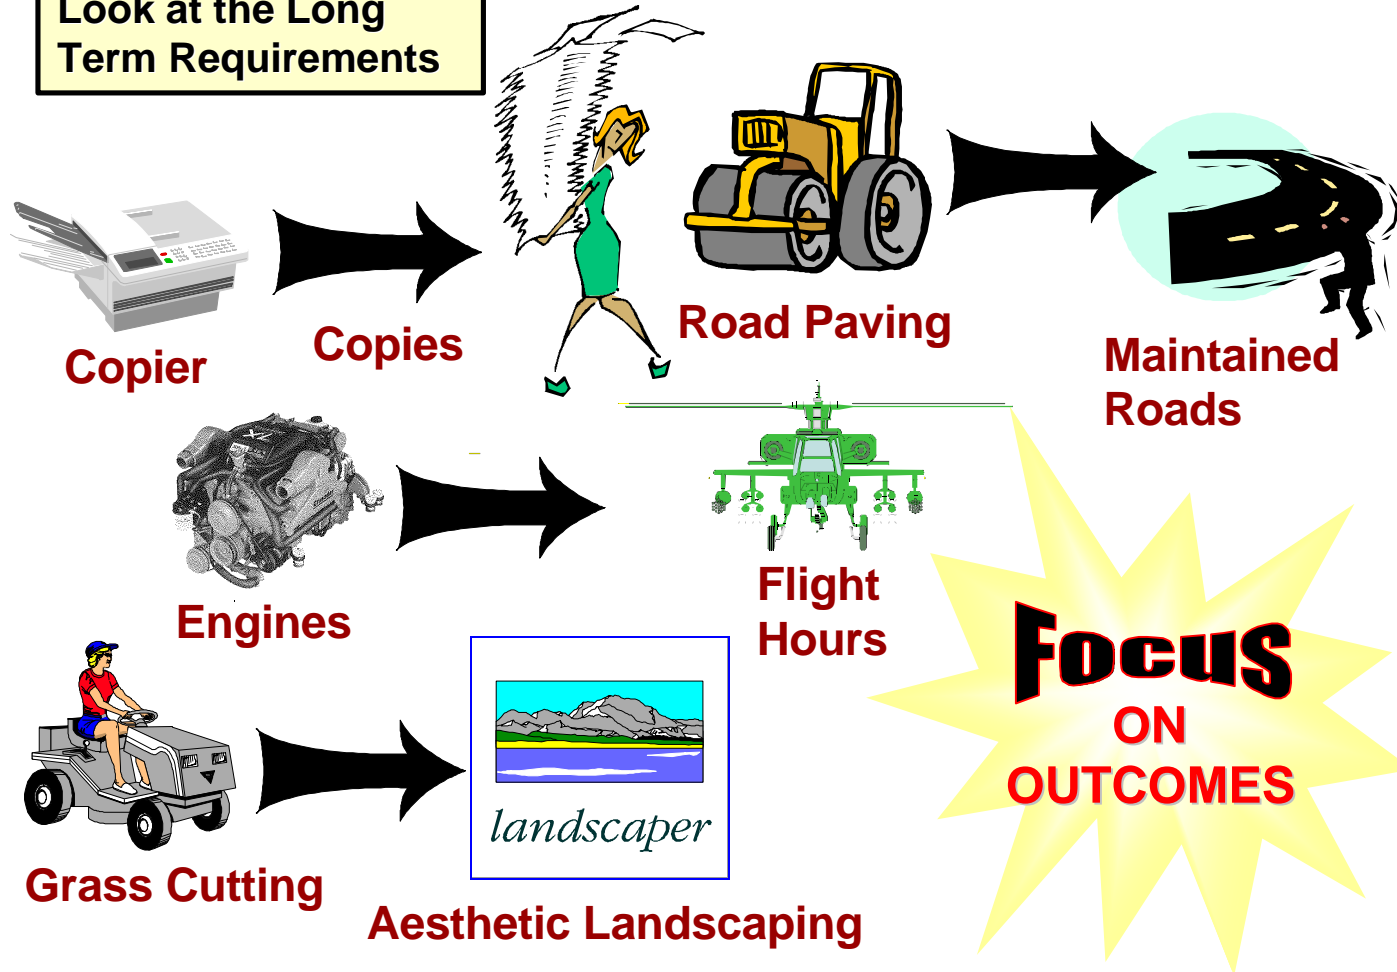 Look at the Long
Term Requirements
Copier
Copies
Road Paving
Maintained
Roads
Engines
Flight
Hours
Grass Cutting
landscaper
Aesthetic Landscaping
Focus
ON
OUTCOMES